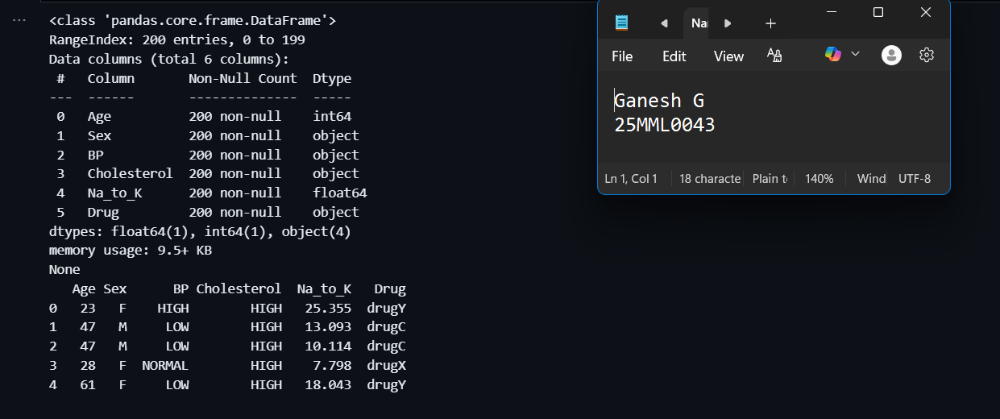 <class 'pandas.core.frame.DataFrame'>
RangeIndex: 200 entries, 0 to 199
Data columns (total 6 columns):
 #   Column       Non-Null Count  Dtype
---  ------       --------------  -----
 0   Age          200 non-null    int64
 1   Sex          200 non-null    object
 2   BP           200 non-null    object
 3   Cholesterol  200 non-null    object
 4   Na_to_K      200 non-null    float64
 5   Drug         200 non-null    object
dtypes: float64(1), int64(1), object(4)
memory usage: 9.5+ KB
None
   Age Sex      BP Cholesterol  Na_to_K   Drug
0   23   F    HIGH        HIGH   25.355  drugY
1   47   M     LOW        HIGH   13.093  drugC
2   47   M     LOW        HIGH   10.114  drugC
3   28   F  NORMAL        HIGH    7.798  drugX
4   61   F     LOW        HIGH   18.043  drugY
File Edit View
Ganesh G
25MML0043
Ln 1, Col 1 18 characte Plain t 140% Wind UTF-8